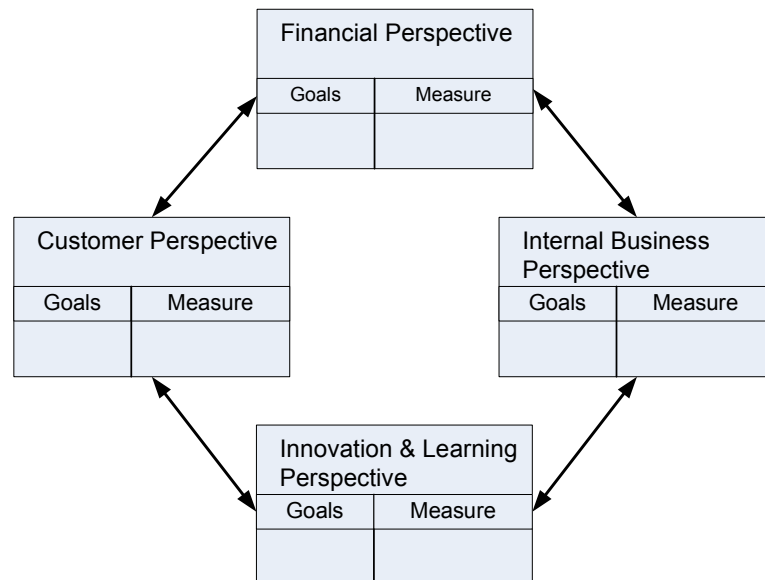 Financial Perspective
Goals Measure
Customer Perspective
Goals Measure
Internal Business
Perspective
Goals Measure
Innovation & Learning
Perspective
Goals Measure